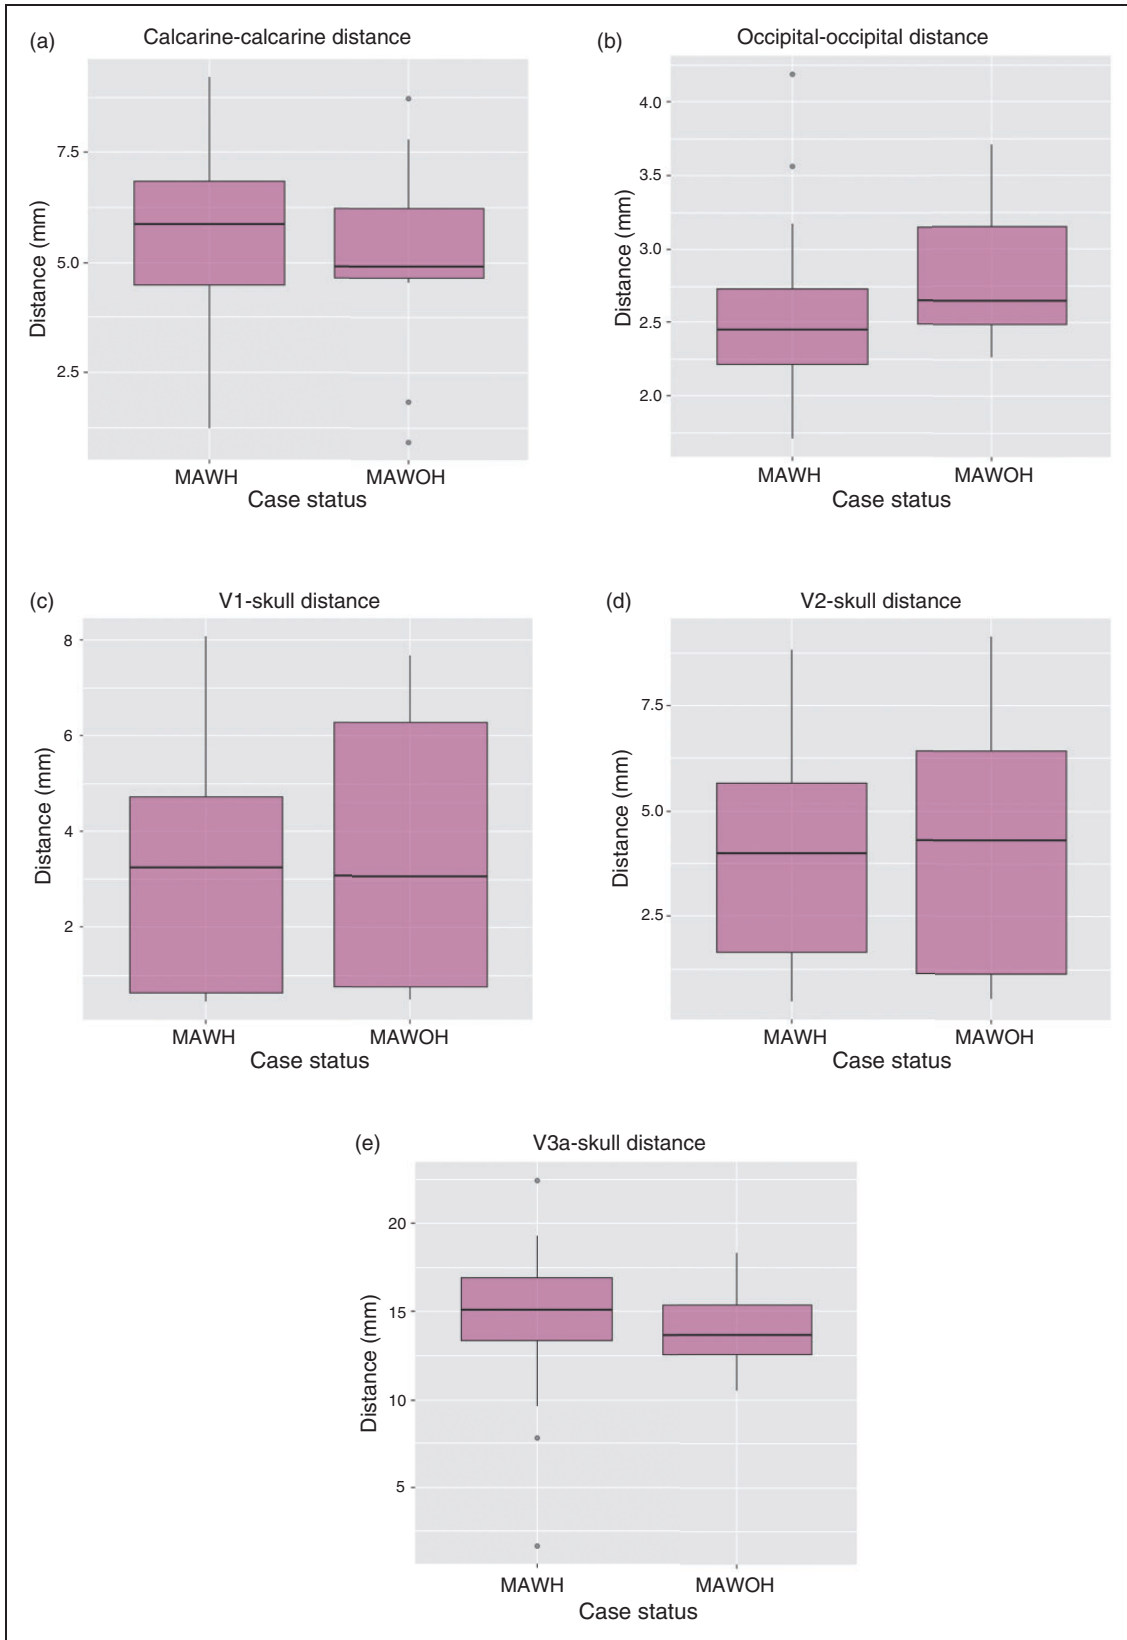 (a) Calcarine-calcarine distance
Distance (mm)
7.5
5.0
2.5
MAWH MAWOH
Case status
(b) Occipital-occipital distance
Distance (mm)
4.0
3.5
3.0
2.5
2.0
MAWH MAWOH
Case status
(c) V1-skull distance
Distance (mm)
8
6
4
2
MAWH MAWOH
Case status
(d) V2-skull distance
Distance (mm)
7.5
5.0
2.5
MAWH MAWOH
Case status
(e) V3a-skull distance
Distance (mm)
20
15
10
5
MAWH MAWOH
Case status